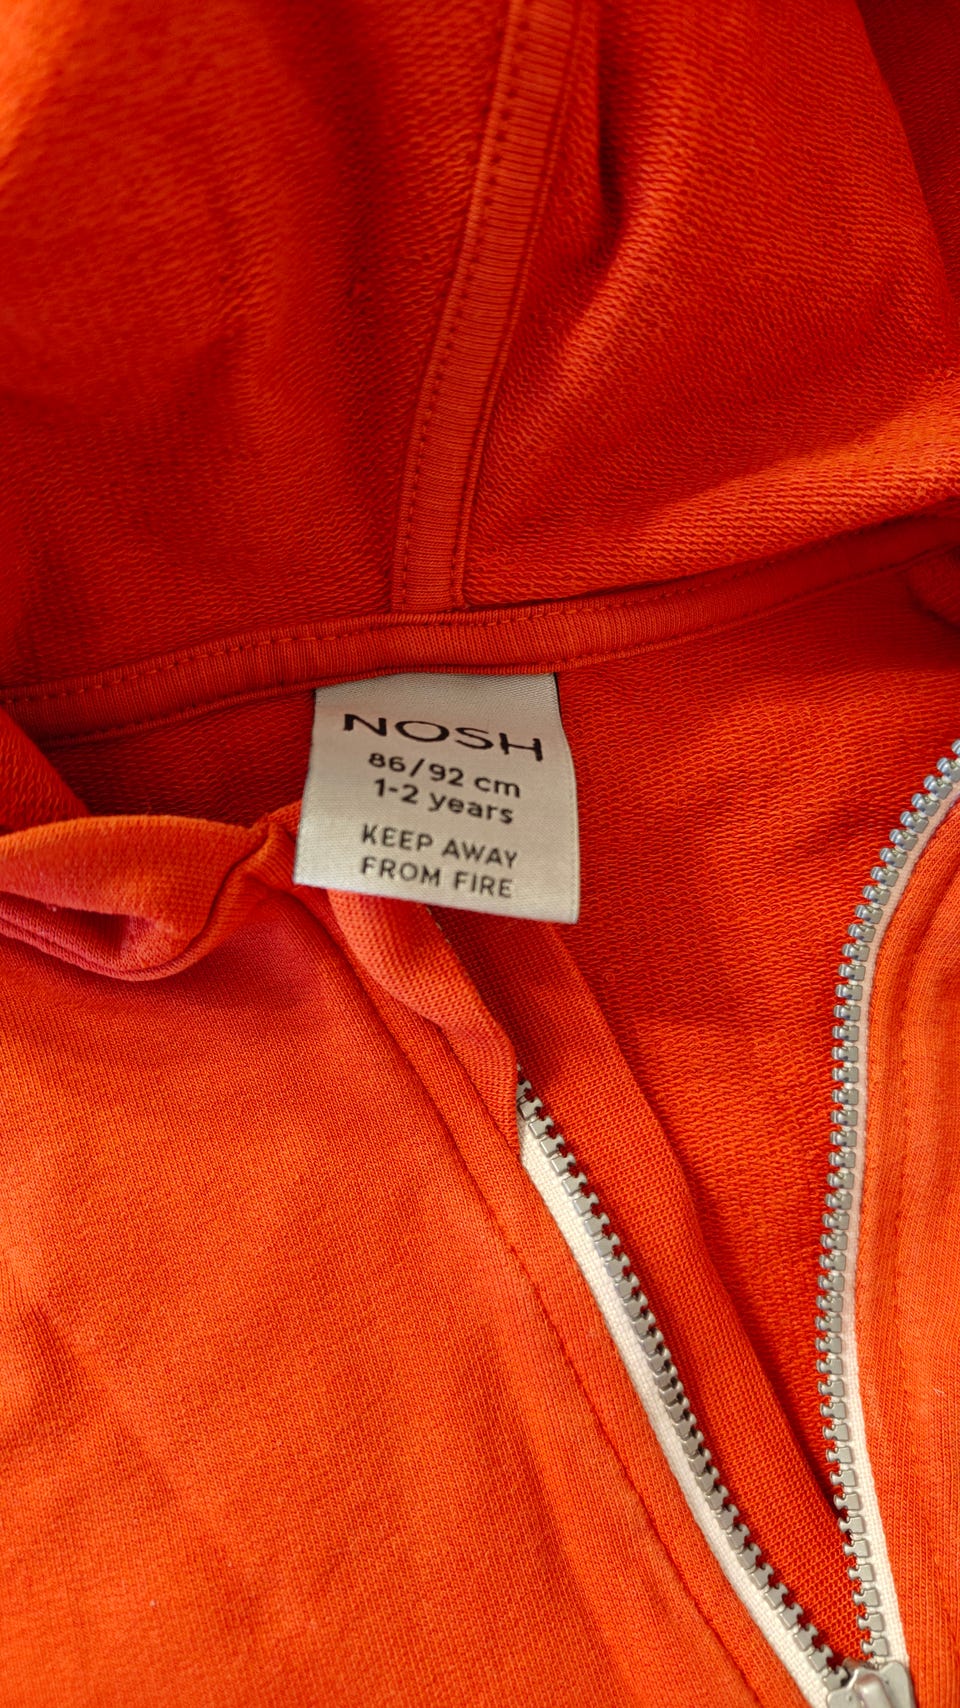 NOSH
86/92 cm
1-2 years
KEEP AWAY
FROM FIRE